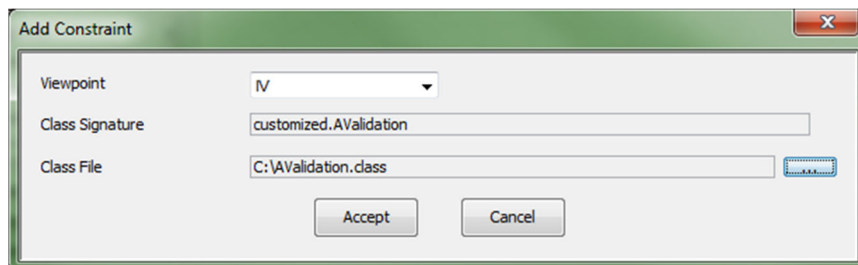 Add Constraint
Viewpoint IV
Class Signature customized.AValidation
Class File C:\AValidation.class ...
Accept Cancel